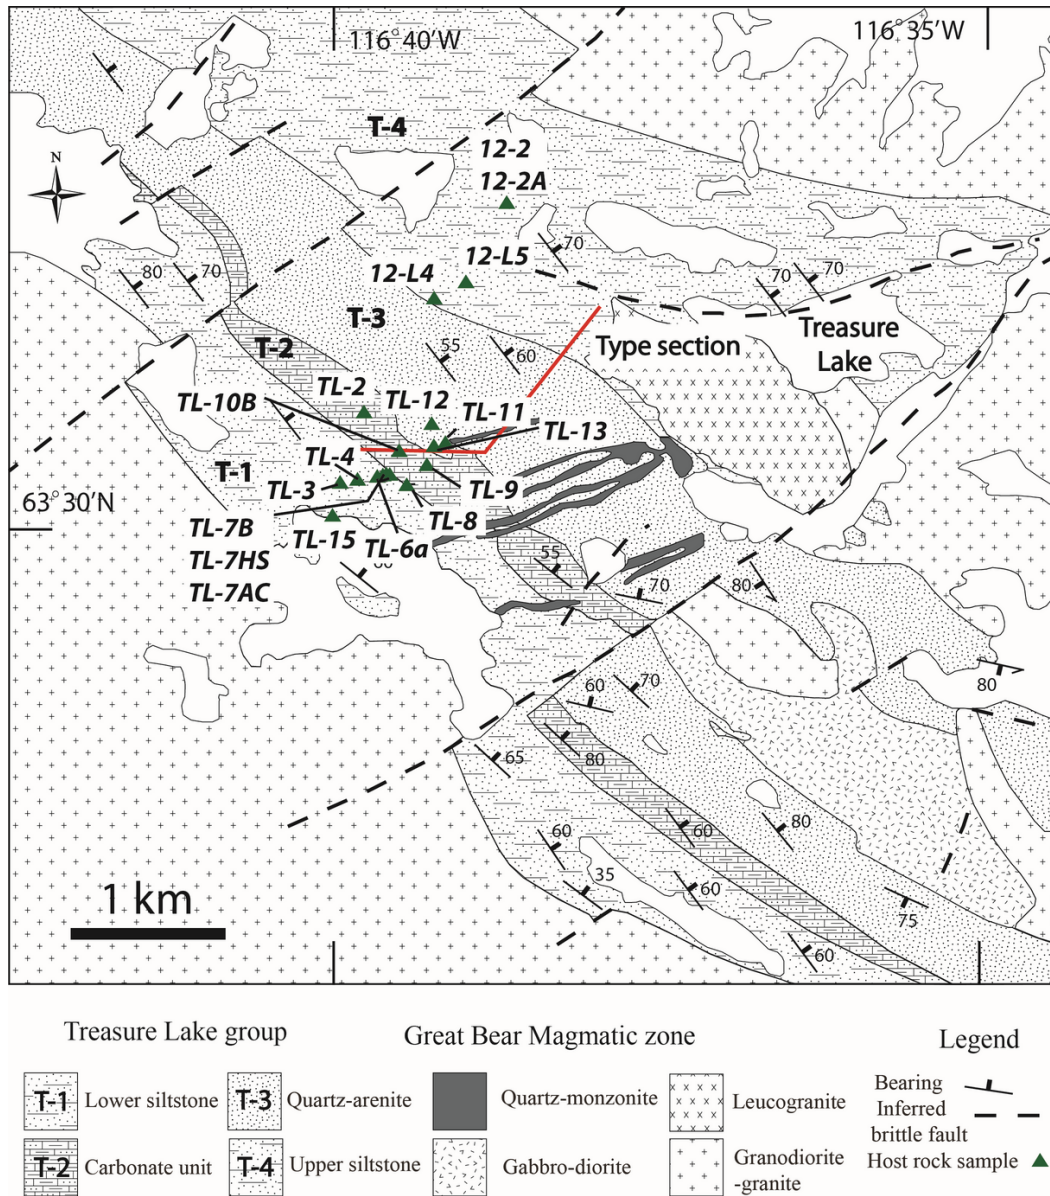 116°40'W
116°35'W
N
T-4
12-2
12-2A
70
80
70
12-L5
12-L4
70
70
T-3
Type section
Treasure
Lake
T-2
55
60
TL-2
TL-10B
TL-12
TL-11
TL-13
T-1
TL-4
TL-3
TL-9
63°30'N
TL-7B
TL-15
TL-6a
TL-8
TL-7HS
TL-7AC
55
70
80
80
60
70
65
80
60
80
60
35
60
75
60
1 km
Treasure Lake group
Great Bear Magmatic zone
Legend
T-1 Lower siltstone
T-3 Quartz-arenite
Quartz-monzonite
Leucogranite
Bearing
Inferred
brittle fault
T-2 Carbonate unit
T-4 Upper siltstone
Gabbro-diorite
Granodiorite
-granite
Host rock sample